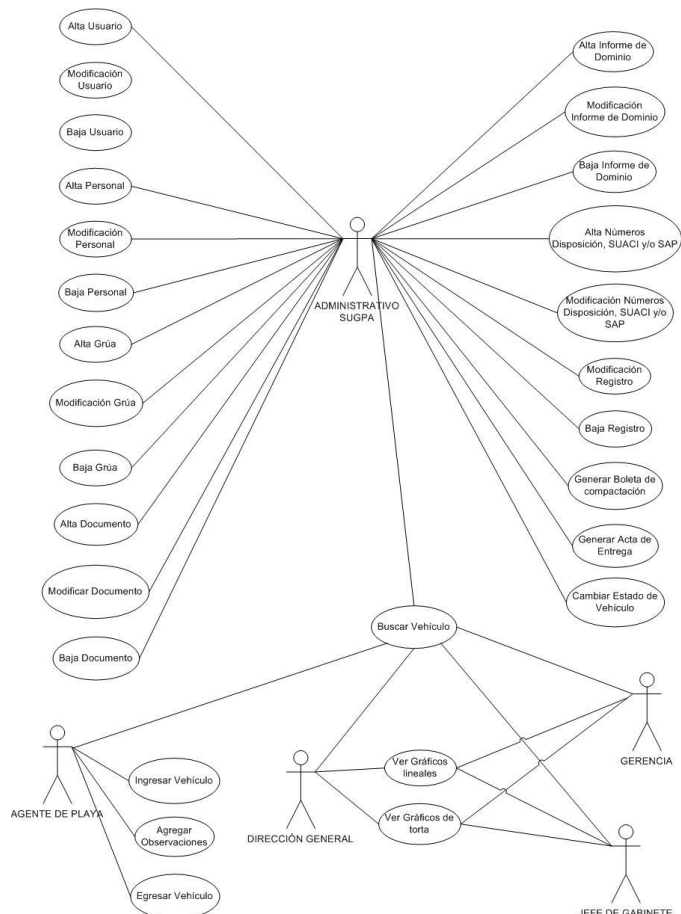 Alta Usuario
Modificación
Usuario
Baja Usuario
Alta Personal
Modificación
Personal
Baja Personal
Alta Grúa
Modificación Grúa
Baja Grúa
Alta Documento
Modificar Documento
Baja Documento
ADMINISTRATIVO
SUGPA
Alta Informe de
Dominio
Modificación
Informe de Dominio
Baja Informe de
Dominio
Alta Números
Disposición, SUACI y/o SAP
Modificación Números
Disposición, SUACI y/o
SAP
Modificación
Registro
Baja Registro
Generar Boleta de
compactación
Generar Acta de
Entrega
Cambiar Estado de
Vehículo
Buscar Vehículo
AGENTE DE PLAYA
Ingresar Vehículo
Agregar
Observaciones
Egresar Vehículo
DIRECCIÓN GENERAL
Ver Gráficos
lineales
Ver Gráficos de
torta
GERENCIA
JEFE DE GABINETE